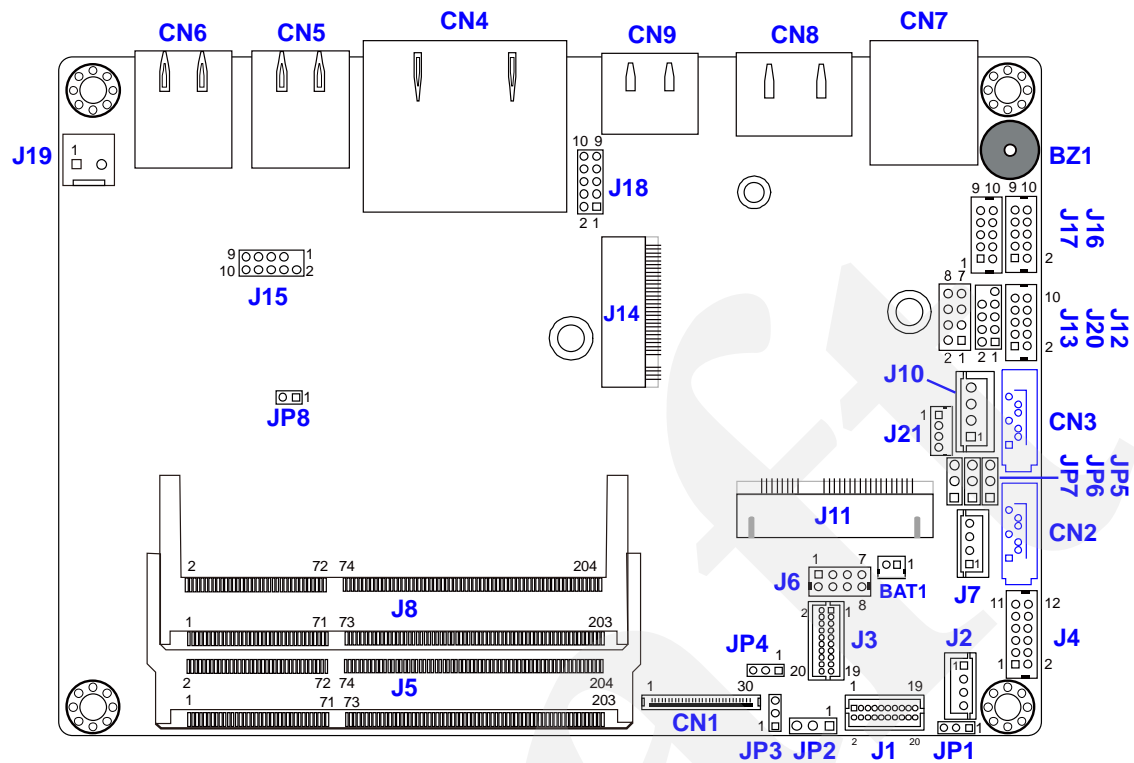 CN6 CN5 CN4 CN9 CN8 CN7
J19 1
BZ1
10 9
J18
2 1
9 10 9 10
J17 J16
1 2
9 1
10 2
J15
J14
8 7 10
J13 J20 J12
2 1 2 1 2
J10
1
1
J21
CN3
1
JP8
JP7 JP6 JP5
J11
CN2
1
J7
1 7
J6
8
1
BAT1
2 72 74 204
J8
1 71 73 203
2 1
J3
20 19
11 12
J4
1 2
J2
1
JP4 1
J5
2 72 74 204
1 71 73 203
1 30
CN1
1
JP3
1
JP2
1 19
J1
2 20
1
JP1
aft